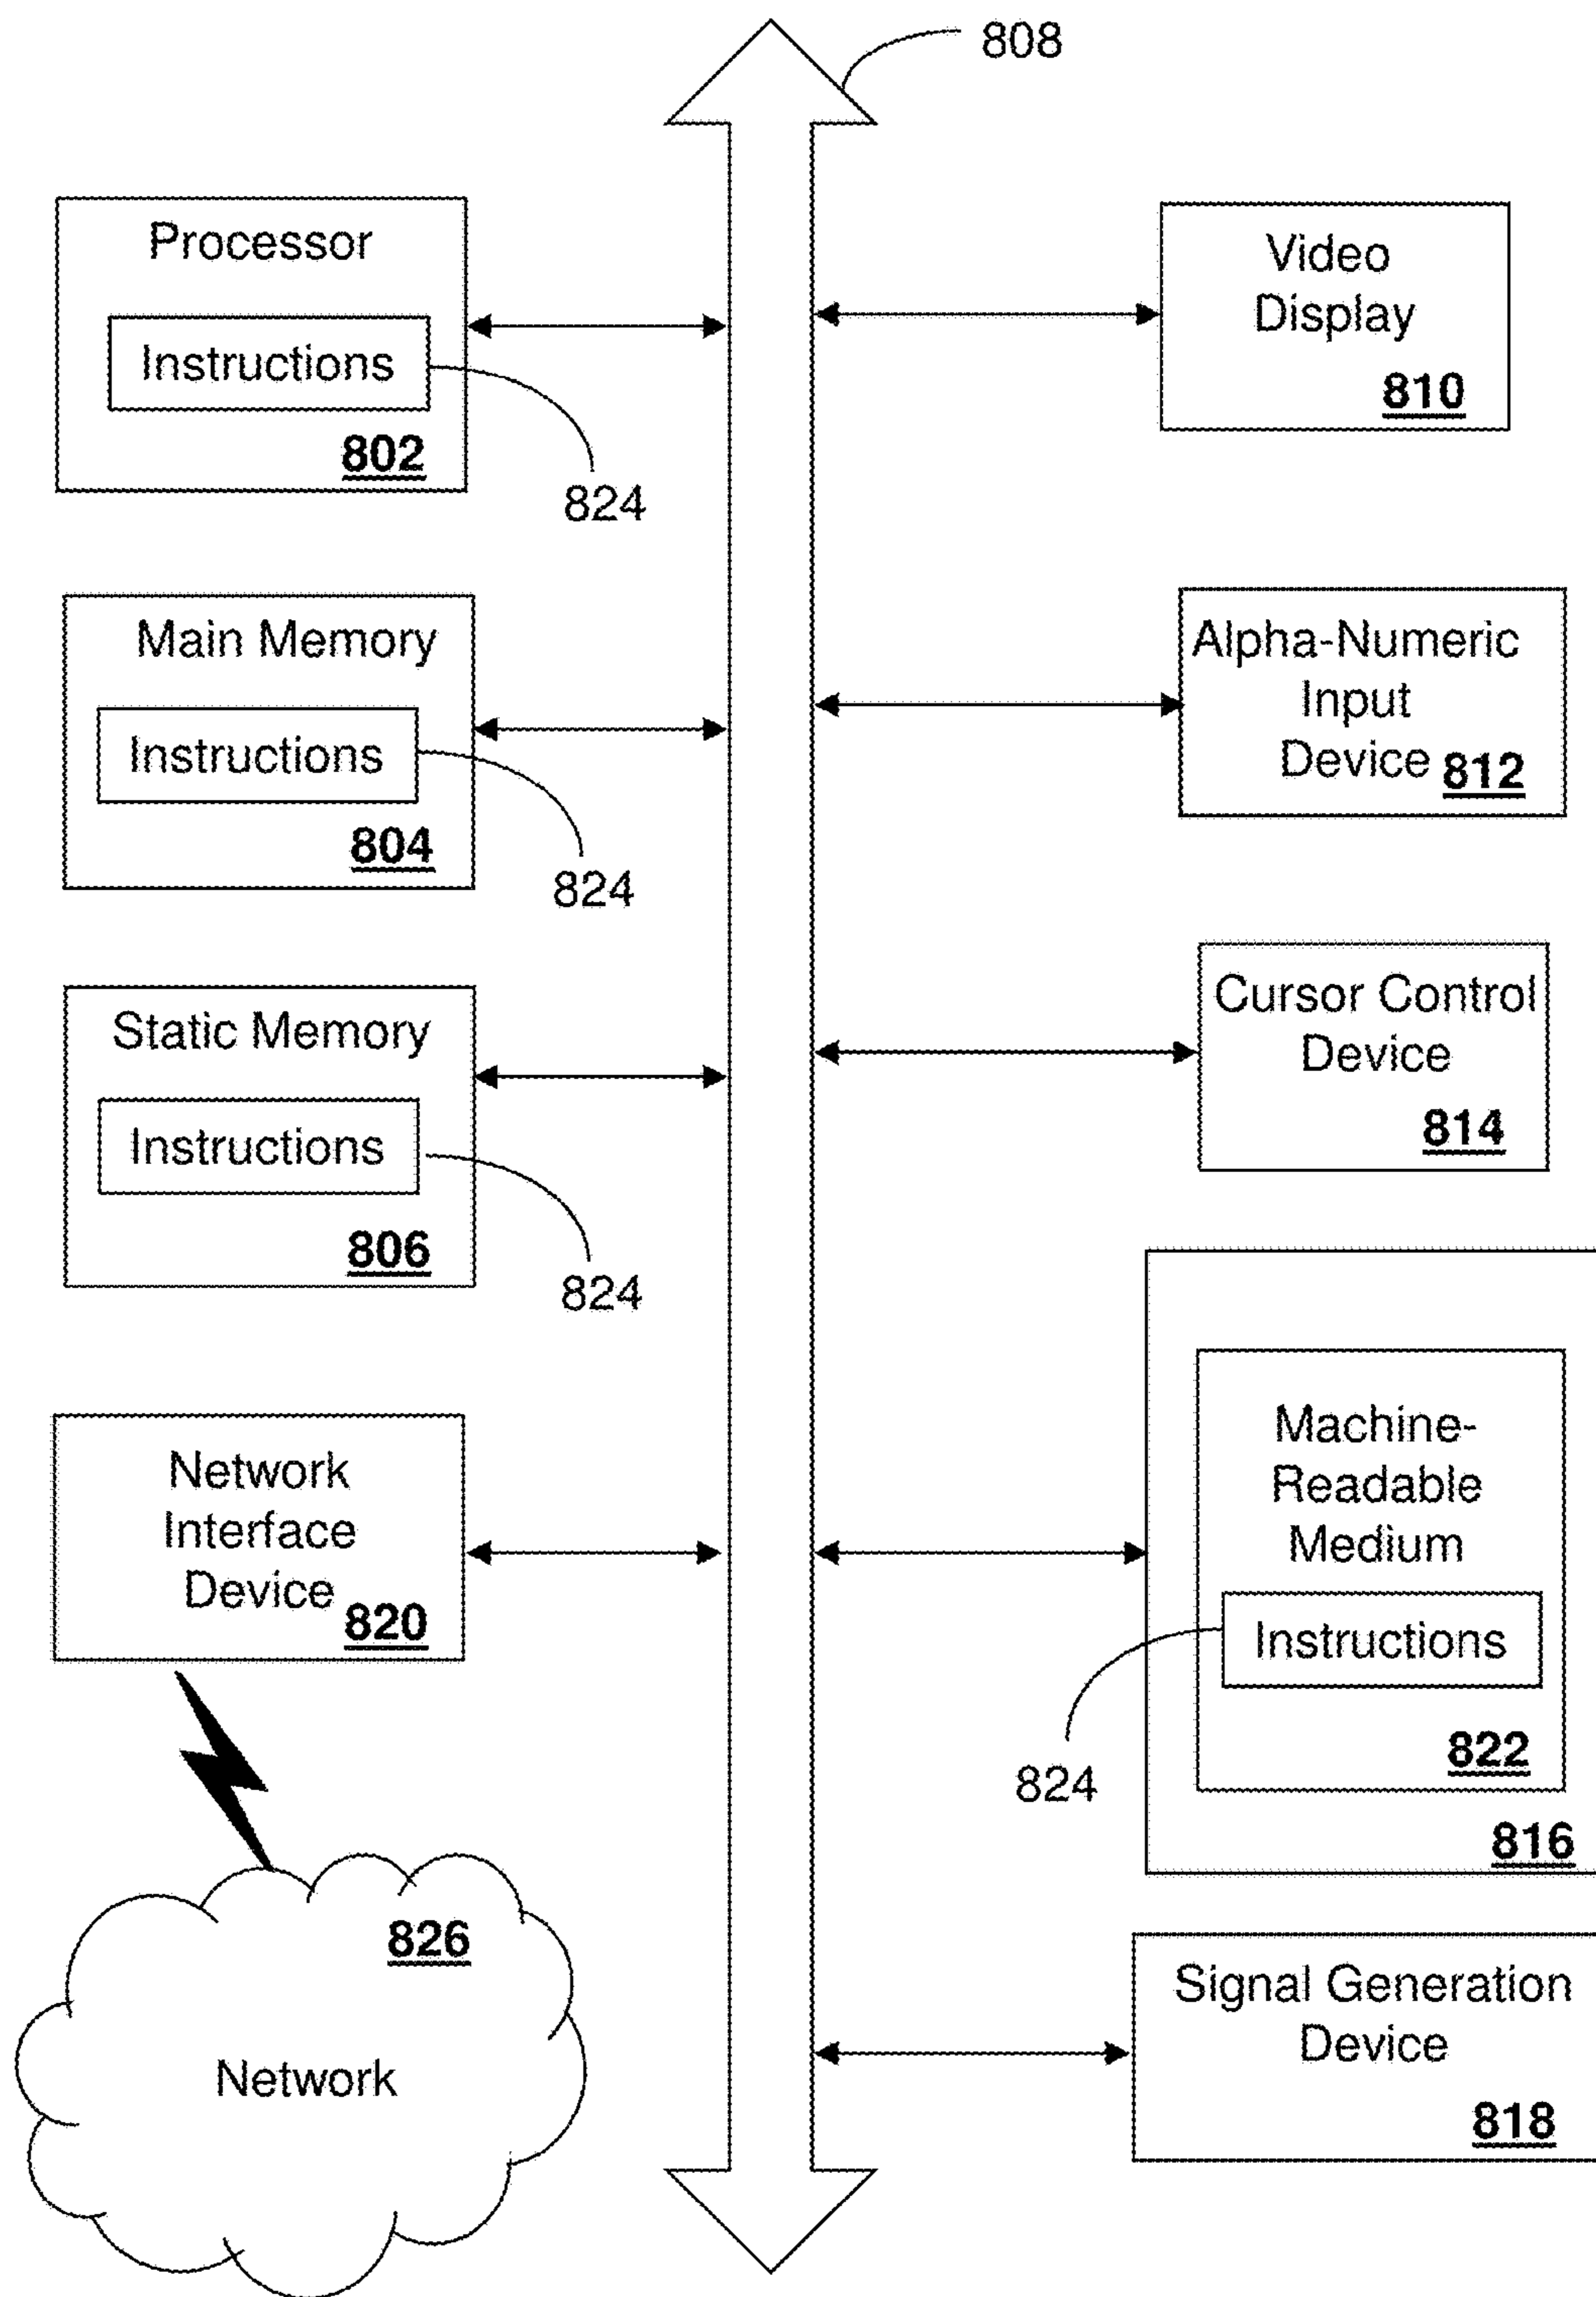 808
Processor
Instructions
802
824
Main Memory
Instructions
804
824
Static Memory
Instructions
806
824
Network
Interface
Device
820
826
Network
Video
Display
810
Alpha-Numeric
Input
Device
812
Cursor Control
Device
814
Machine-
Readable
Medium
Instructions
822
824
816
Signal Generation
Device
818